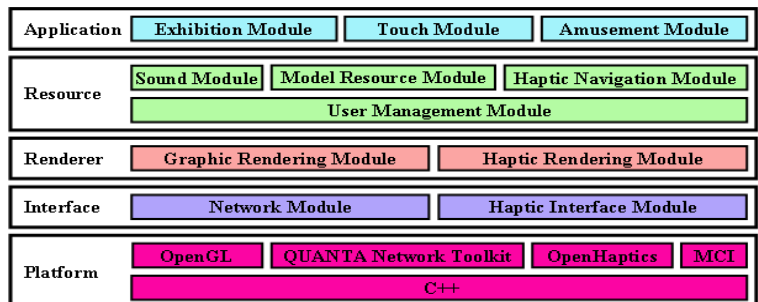 Application Exhibition Module Touch Module Amusement Module
Resource
Sound Module Model Resource Module Haptic Navigation Module
User Management Module
Renderer Graphic Rendering Module Haptic Rendering Module
Interface Network Module Haptic Interface Module
Platform
OpenGL QUANTA Network Toolkit OpenHaptics MCI
C++